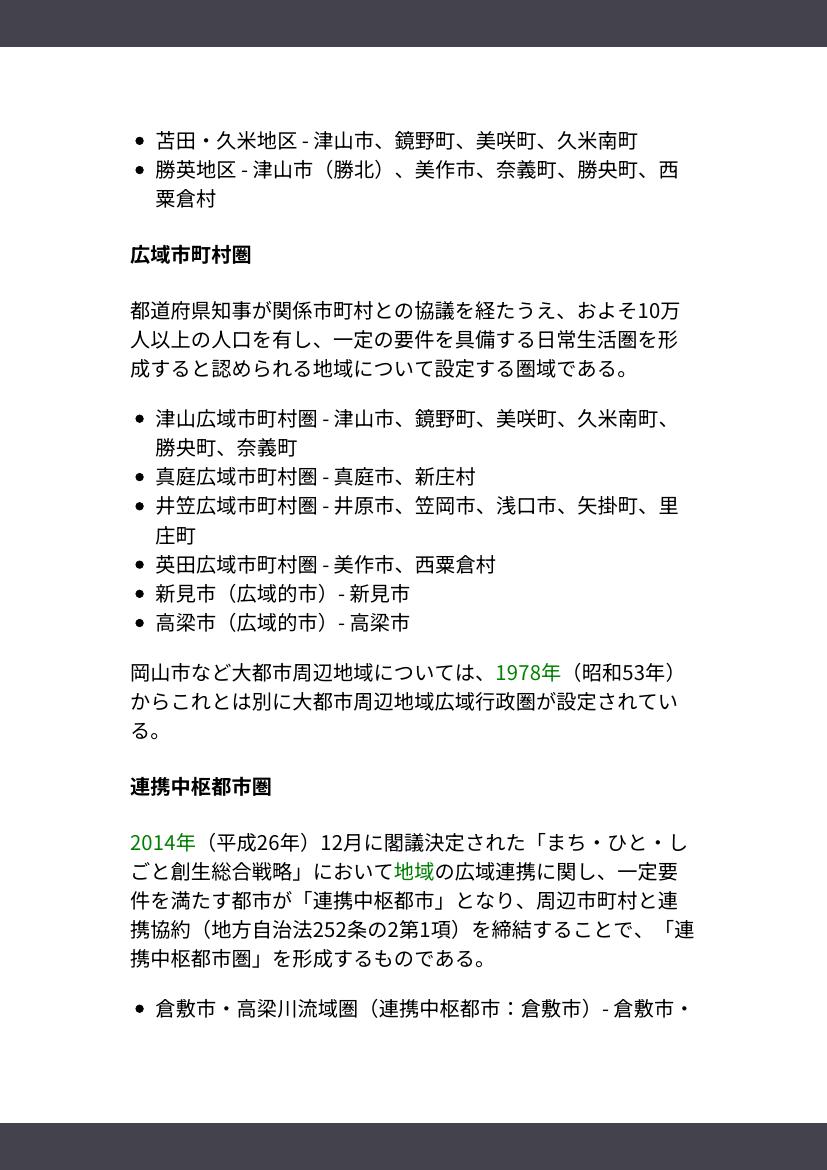 • 苫田・久米地区 - 津山市、鏡野町、美咲町、久米南町
• 勝英地区 - 津山市（勝北）、美作市、奈義町、勝央町、西
粟倉村
広域市町村圏
都道府県知事が関係市町村との協議を経たうえ、およそ10万
人以上の人口を有し、一定の要件を具備する日常生活圏を形
成すると認められる地域について設定する圏域である。
• 津山広域市町村圏 - 津山市、鏡野町、美咲町、久米南町、
勝央町、奈義町
• 真庭広域市町村圏 - 真庭市、新庄村
• 井笠広域市町村圏 - 井原市、笠岡市、浅口市、矢掛町、里
庄町
• 英田広域市町村圏 - 美作市、西粟倉村
• 新見市（広域的市）- 新見市
• 高梁市（広域的市）- 高梁市
岡山市など大都市周辺地域については、1978年（昭和53年）
からこれとは別に大都市周辺地域広域行政圏が設定されてい
る。
連携中枢都市圏
2014年（平成26年）12月に閣議決定された「まち・ひと・し
ごと創生総合戦略」において地域の広域連携に関し、一定要
件を満たす都市が「連携中枢都市」となり、周辺市町村と連
携協約（地方自治法252条の2第1項）を締結することで、「連
携中枢都市圏」を形成するものである。
• 倉敷市・高梁川流域圏（連携中枢都市：倉敷市）- 倉敷市・